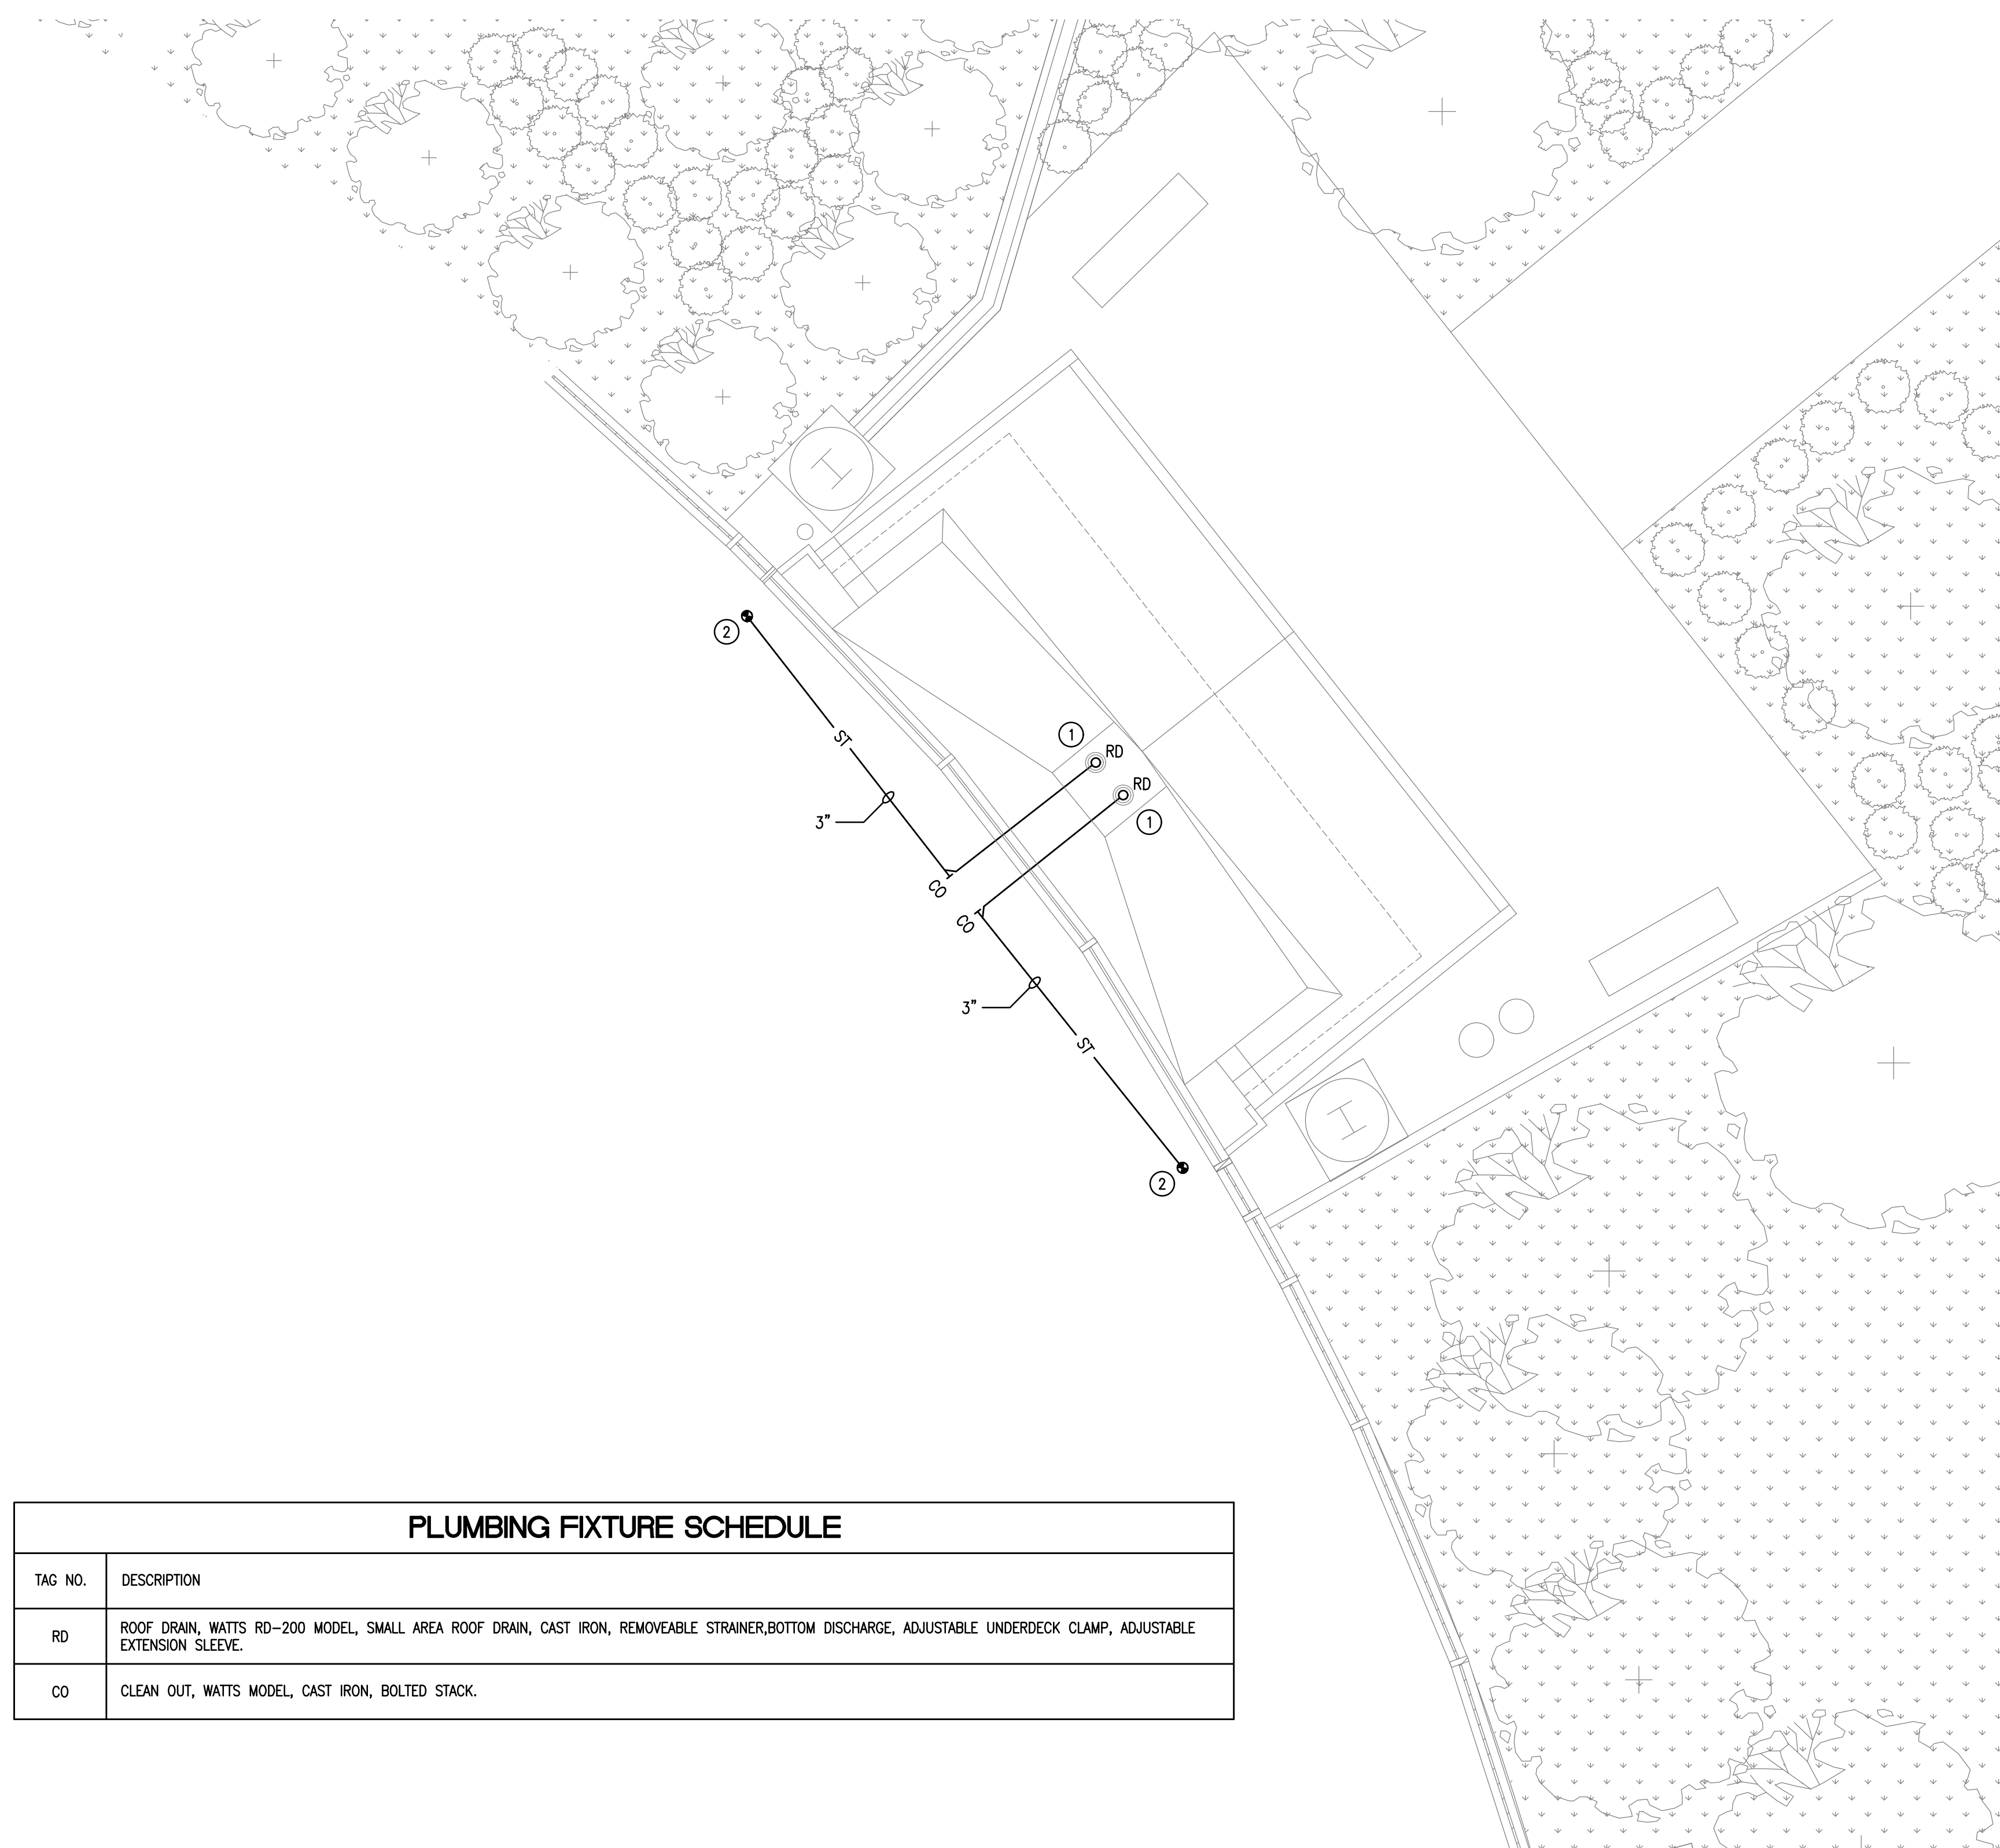 2
ST
3"
1
RD
RD
1
CO
CO
3"
ST
2
PLUMBING FIXTURE SCHEDULE
TAG NO.
DESCRIPTION
RD
ROOF DRAIN, WATTS RD-200 MODEL, SMALL AREA ROOF DRAIN, CAST IRON, REMOVEABLE STRAINER,BOTTOM DISCHARGE, ADJUSTABLE UNDERDECK CLAMP, ADJUSTABLE
EXTENSION SLEEVE.
CO
CLEAN OUT, WATTS MODEL, CAST IRON, BOLTED STACK.